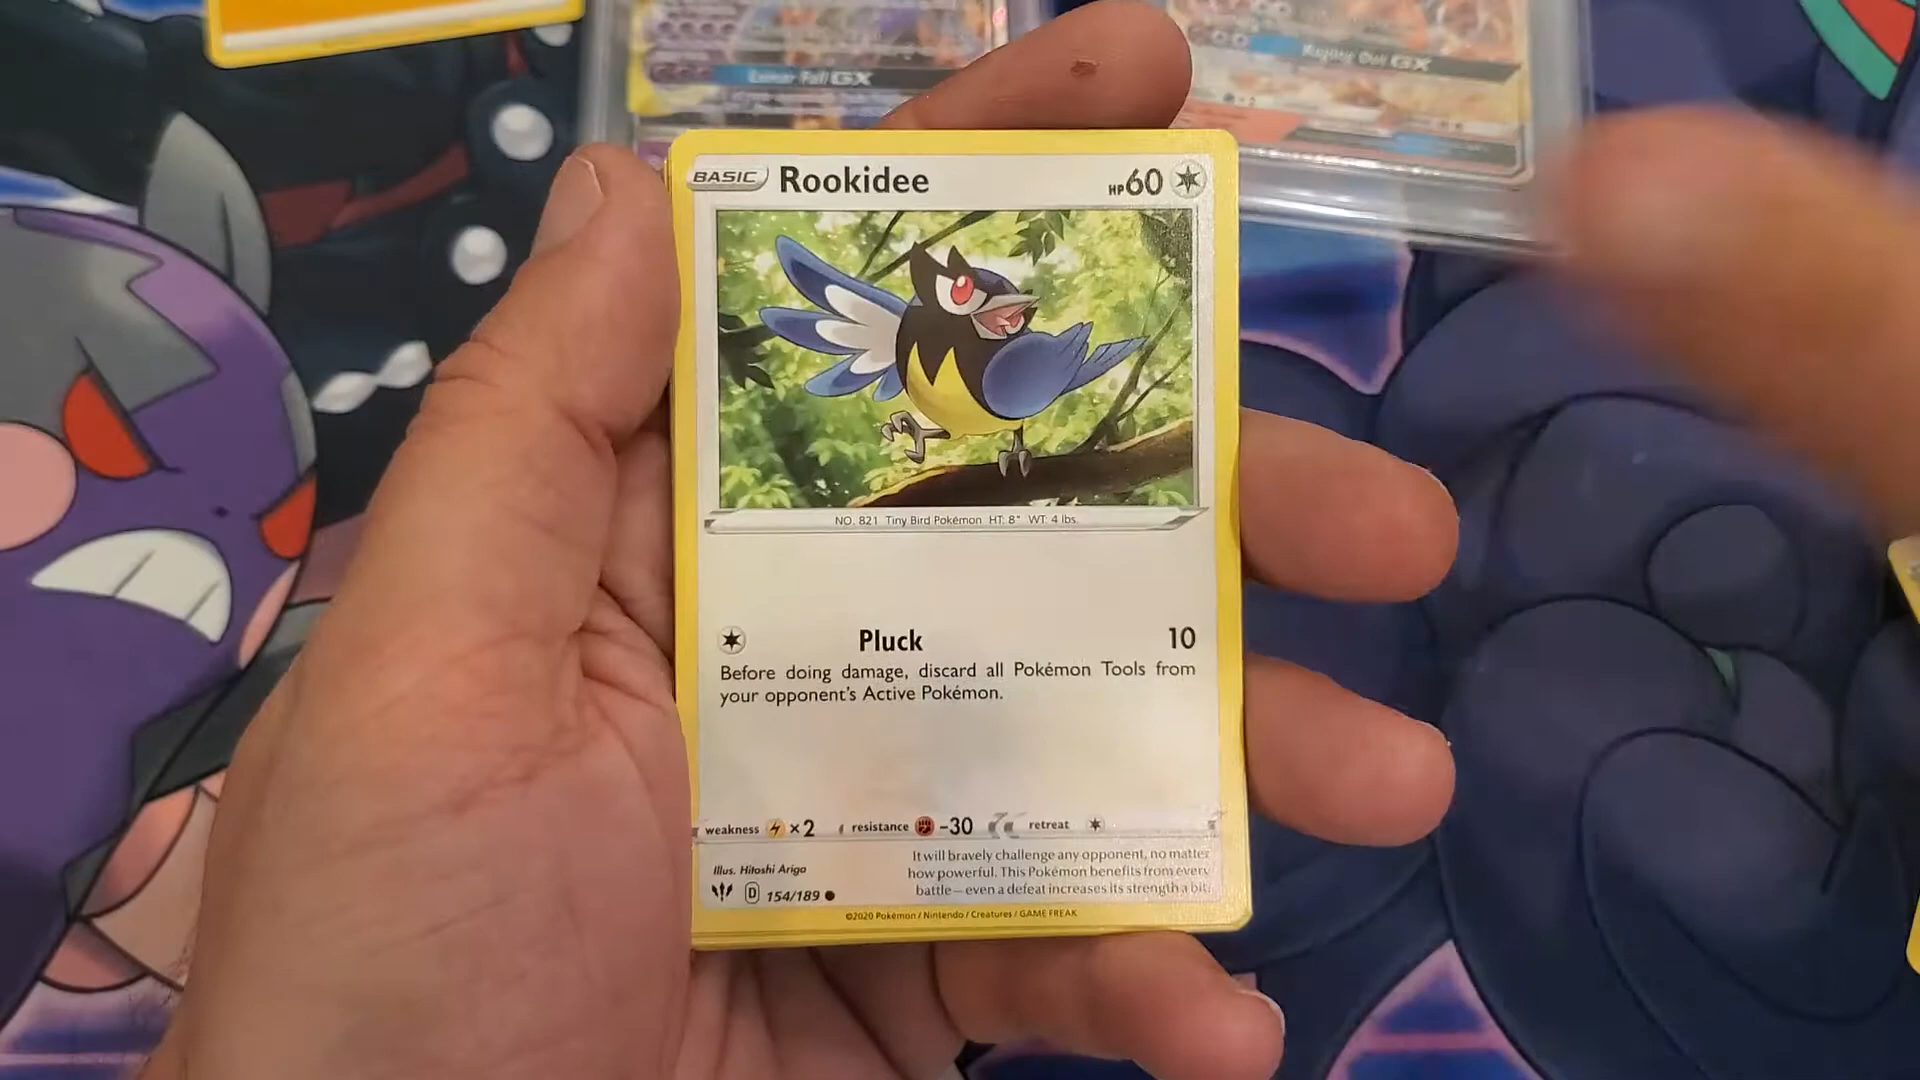 Lunar Fall GX
Raging Out GX
BASIC Rookidee HP 60
NO. 821 Tiny Bird Pokémon HT: 8" WT: 4 lbs.
Pluck 10
Before doing damage, discard all Pokémon Tools from
your opponent's Active Pokémon.
weakness ×2 resistance -30 retreat
It will bravely challenge any opponent, no matter
how powerful. This Pokémon benefits from every
battle—even a defeat increases its strength a bit.
Illus. Hitoshi Ariga
D 154/189
©2020 Pokémon / Nintendo / Creatures / GAME FREAK